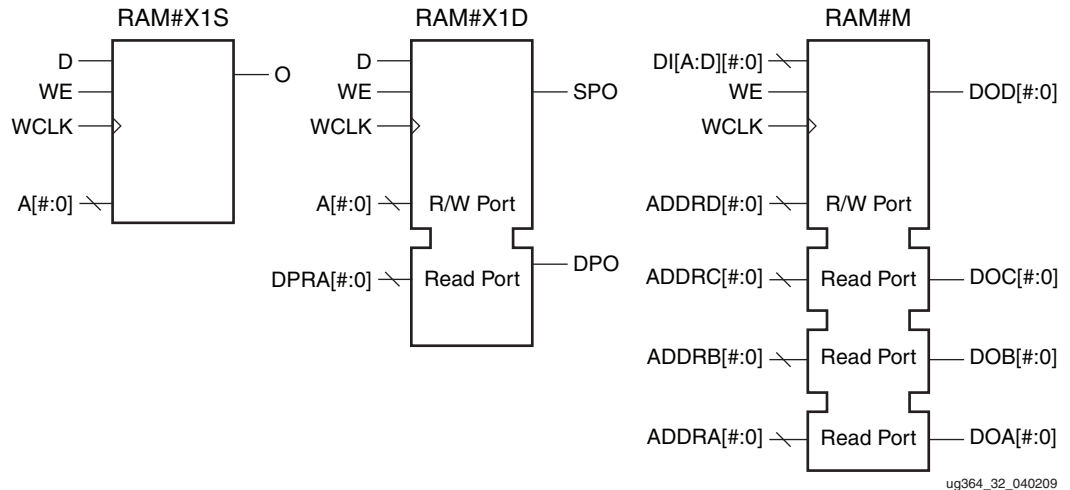 RAM#X1S
D
WE
WCLK
A[#:0]
O
RAM#X1D
D
WE
WCLK
A[#:0]
R/W Port
SPO
DPRA[#:0]
Read Port
DPO
RAM#M
DI[A:D][#:0]
WE
WCLK
DOD[#:0]
ADDRD[#:0]
R/W Port
ADDRC[#:0]
Read Port
DOC[#:0]
ADDRB[#:0]
Read Port
DOB[#:0]
ADDRA[#:0]
Read Port
DOA[#:0]
ug364_32_040209